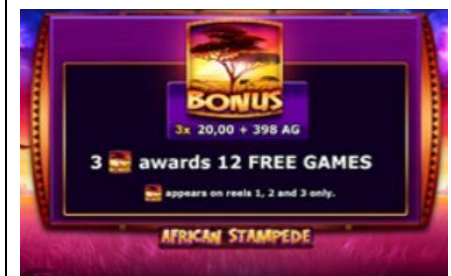 BONUS
3x 20,00 + 398 AG
3 awards 12 FREE GAMES
appears on reels 1, 2 and 3 only.
AFRICAN STAMPEDE